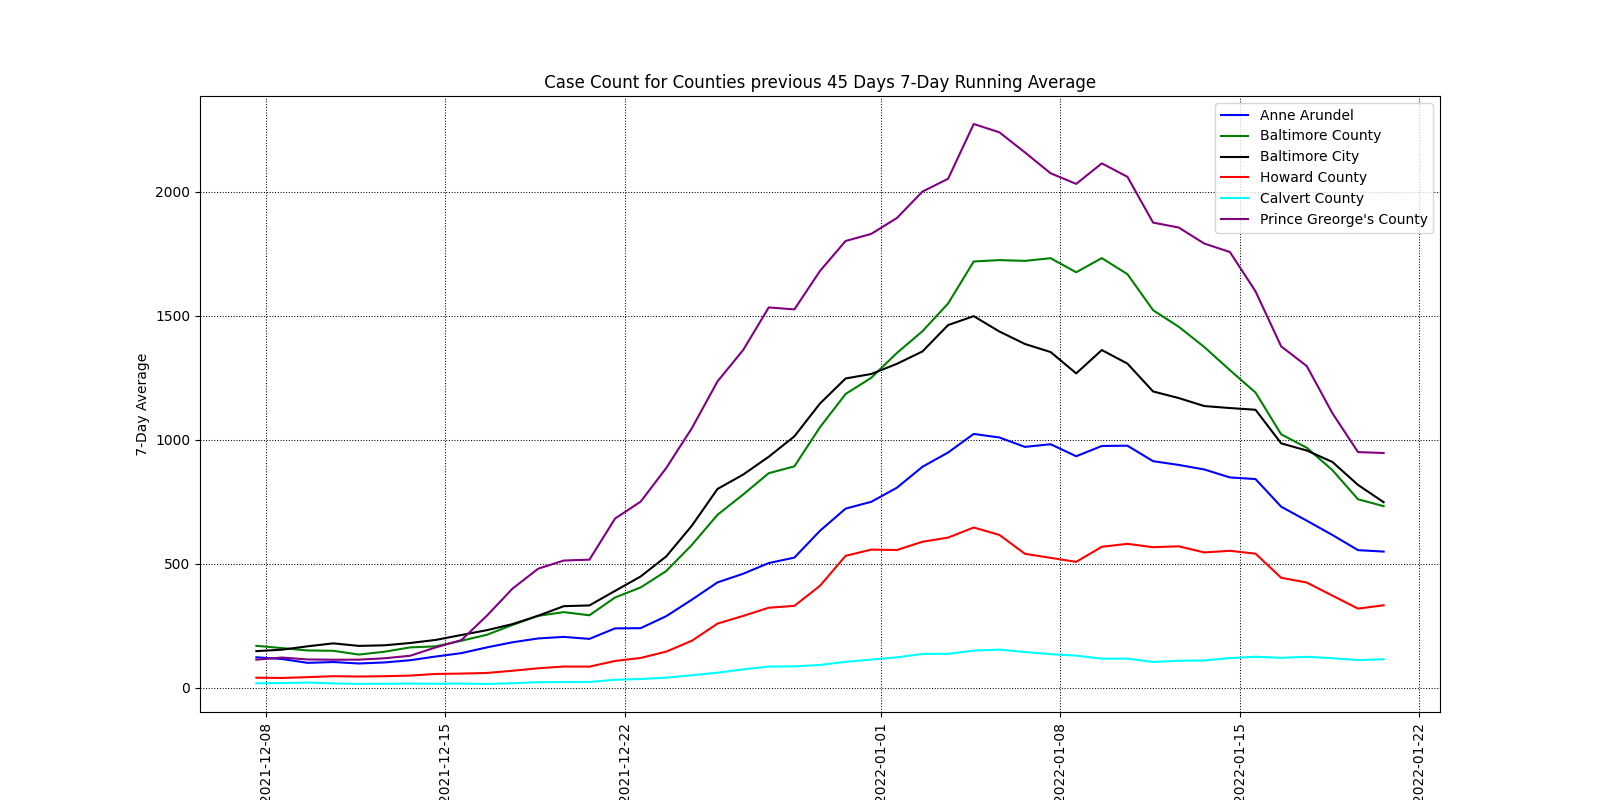 Case Count for Counties previous 45 Days 7-Day Running Average
Anne Arundel
Baltimore County
Baltimore City
Howard County
Calvert County
Prince Greorge's County
7-Day Average
2000
1500
1000
500
0
2021-12-08
2021-12-15
2021-12-22
2022-01-01
2022-01-08
2022-01-15
2022-01-22